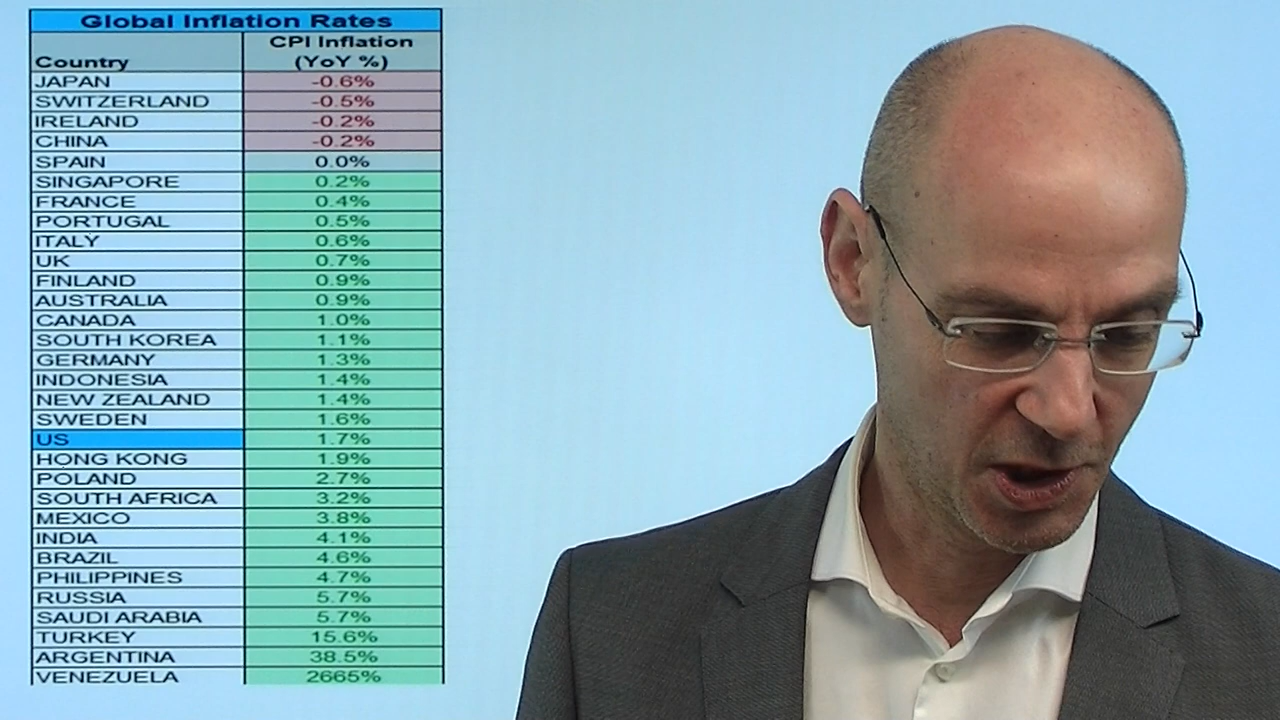 Global Inflation Rates
Country CPI Inflation (YoY %)
JAPAN -0.6%
SWITZERLAND -0.5%
IRELAND -0.2%
CHINA -0.2%
SPAIN 0.0%
SINGAPORE 0.2%
FRANCE 0.4%
PORTUGAL 0.5%
ITALY 0.6%
UK 0.7%
FINLAND 0.9%
AUSTRALIA 0.9%
CANADA 1.0%
SOUTH KOREA 1.1%
GERMANY 1.3%
INDONESIA 1.4%
NEW ZEALAND 1.4%
SWEDEN 1.6%
US 1.7%
HONG KONG 1.9%
POLAND 2.7%
SOUTH AFRICA 3.2%
MEXICO 3.8%
INDIA 4.1%
BRAZIL 4.6%
PHILIPPINES 4.7%
RUSSIA 5.7%
SAUDI ARABIA 5.7%
TURKEY 15.6%
ARGENTINA 38.5%
VENEZUELA 2665%